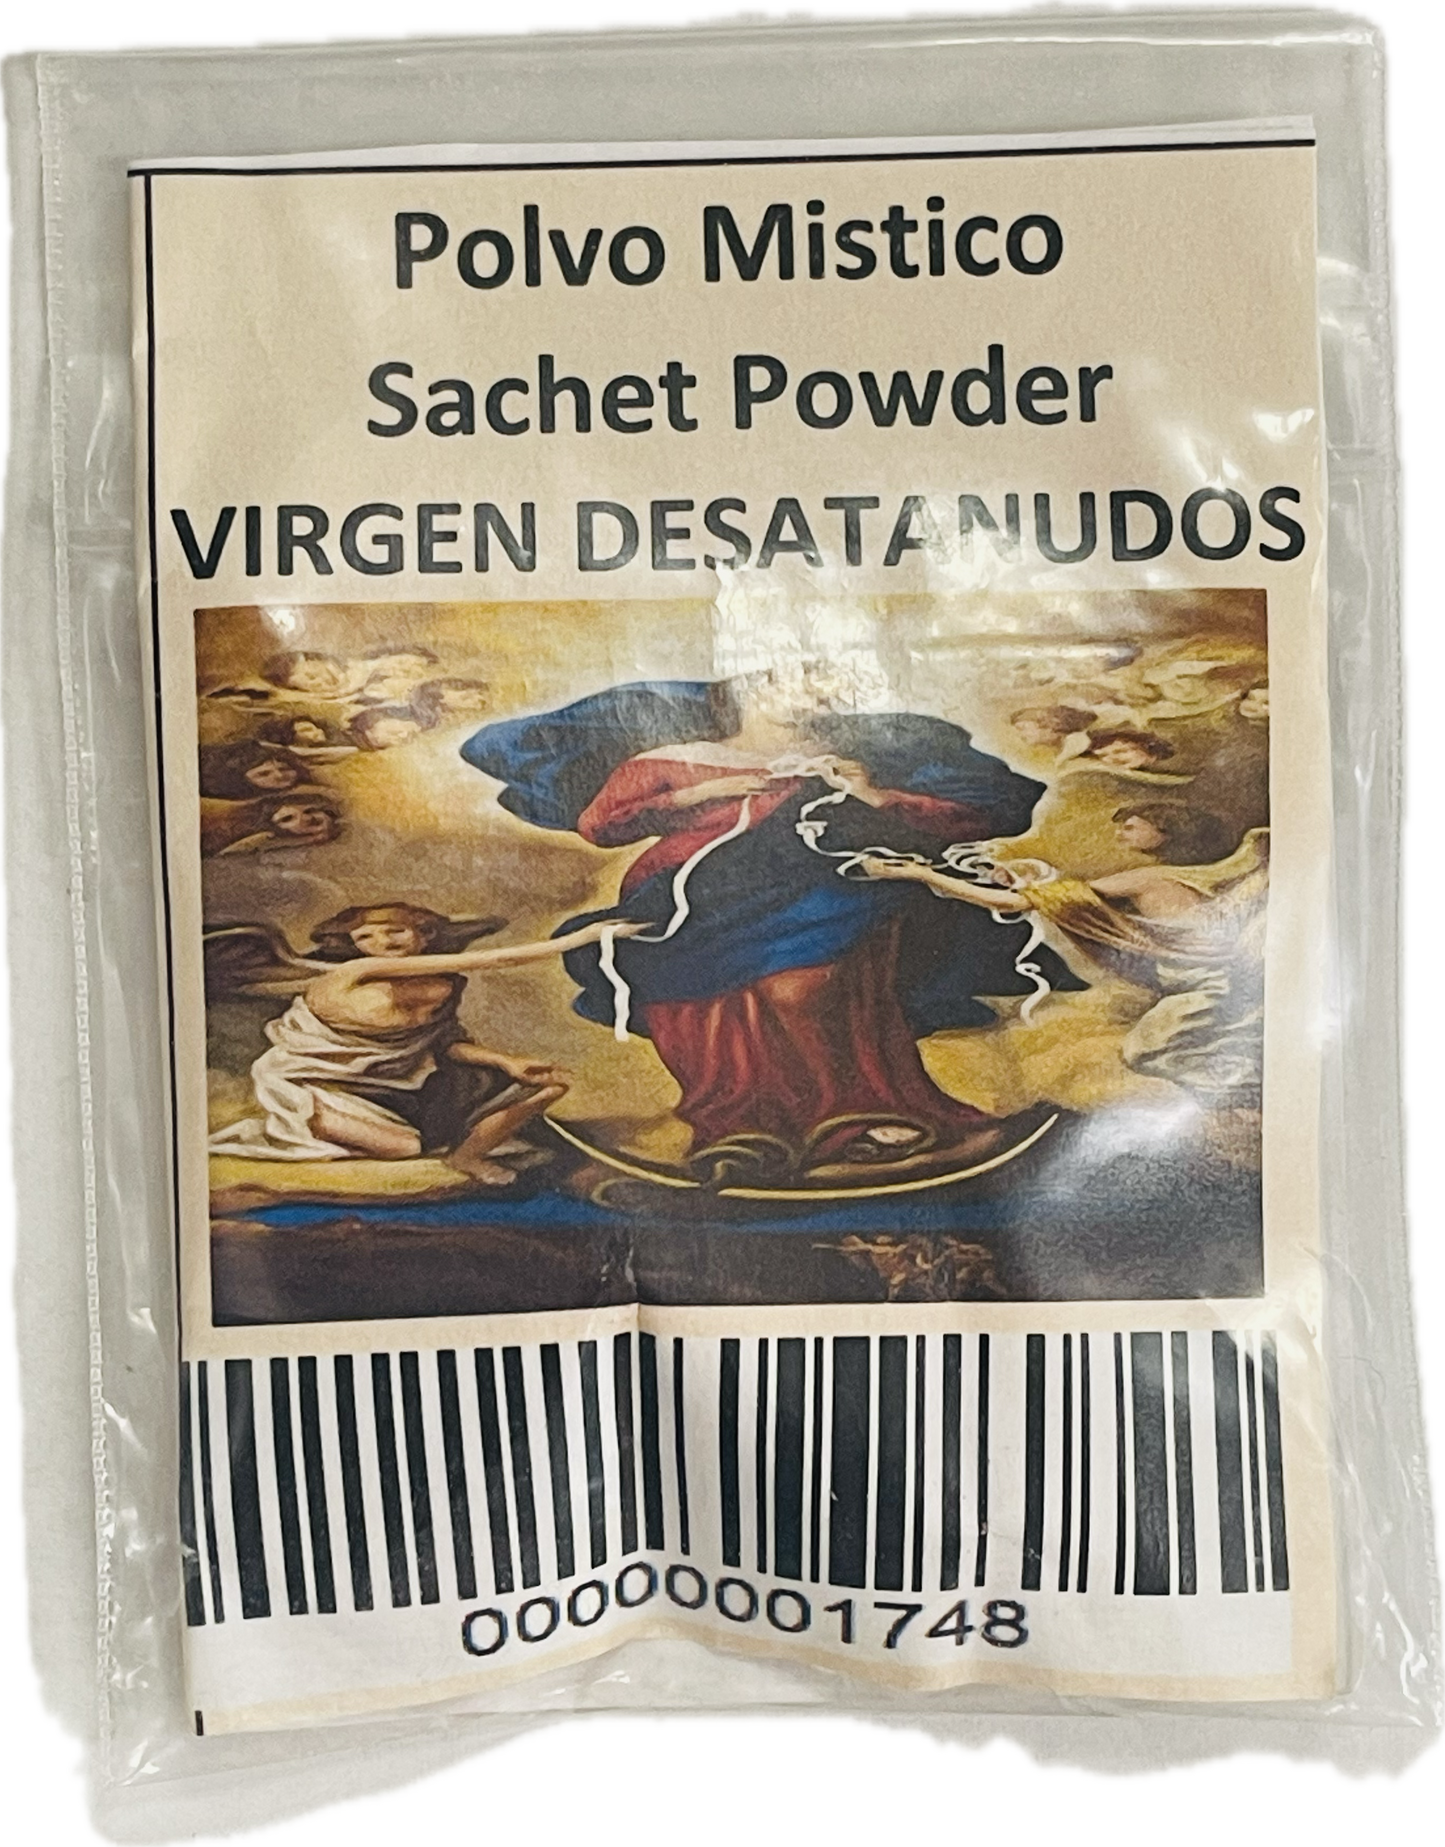 Polvo Mistico
Sachet Powder
VIRGEN DESATANUDOS
00000001748